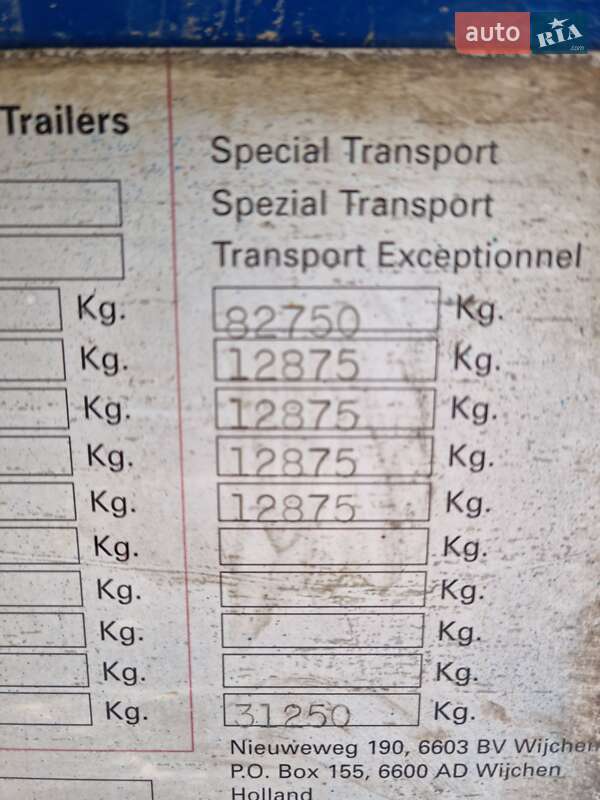 auto RIA .com
Trailers
Special Transport
Spezial Transport
Transport Exceptionnel
Kg. 82750 Kg.
Kg. 12875 Kg.
Kg. 12875 Kg.
Kg. 12875 Kg.
Kg. 12875 Kg.
Kg. Kg.
Kg. Kg.
Kg. Kg.
Kg. Kg.
Kg. 31250 Kg.
Nieuweweg 190, 6603 BV Wijchen
P.O. Box 155, 6600 AD Wijchen
Holland